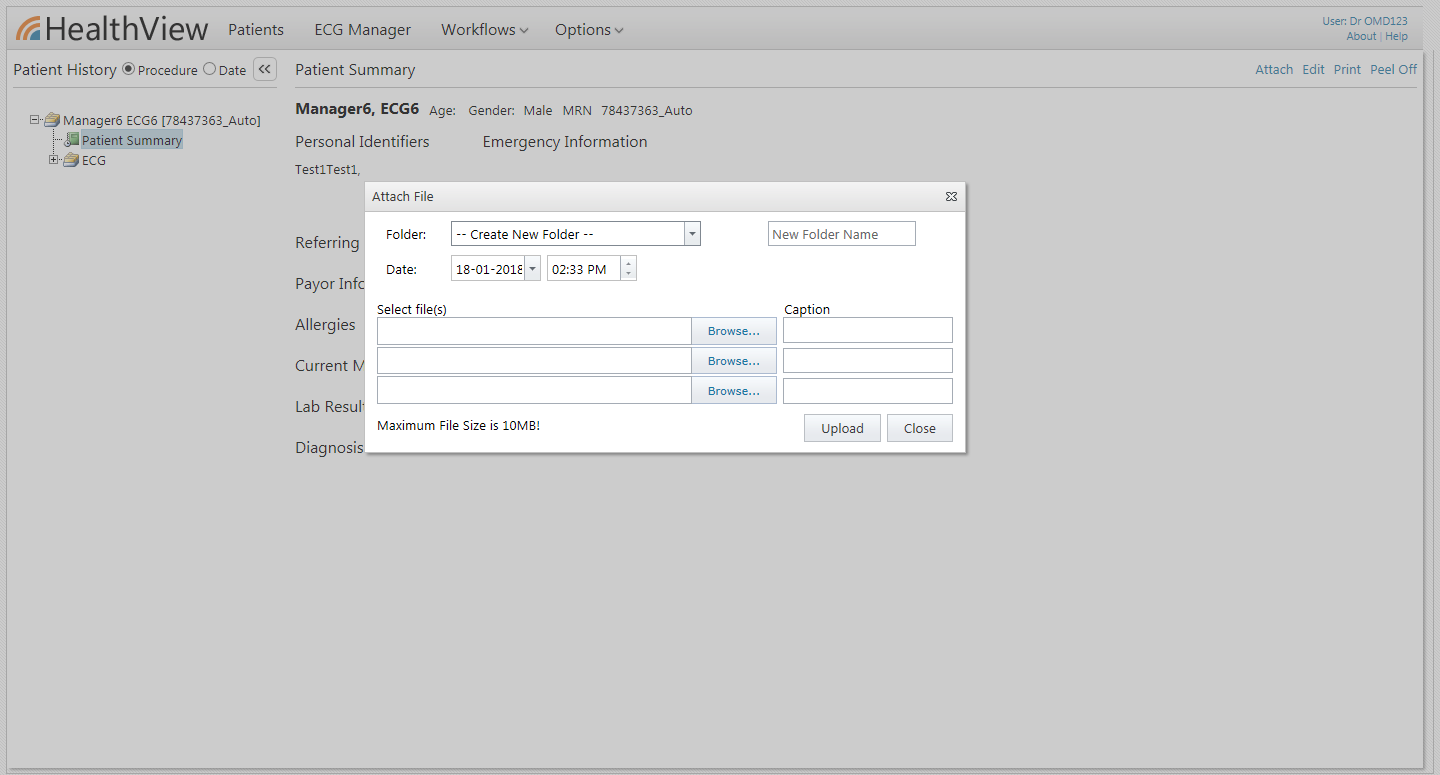 HealthView Patients ECG Manager Workflows Options
User: Dr OMD123
About | Help
Patient History Procedure Date
Patient Summary
Attach Edit Print Peel Off
Manager6 ECG6 [78437363_Auto]
Patient Summary
ECG
Manager6, ECG6 Age: Gender: Male MRN 78437363_Auto
Personal Identifiers Emergency Information
Test1Test1,
Referring
Payor Info
Allergies
Current M
Lab Result
Diagnosis
Attach File
Folder: -- Create New Folder -- New Folder Name
Date: 18-01-2018 02:33 PM
Select file(s) Caption
Browse...
Browse...
Browse...
Maximum File Size is 10MB!
Upload Close